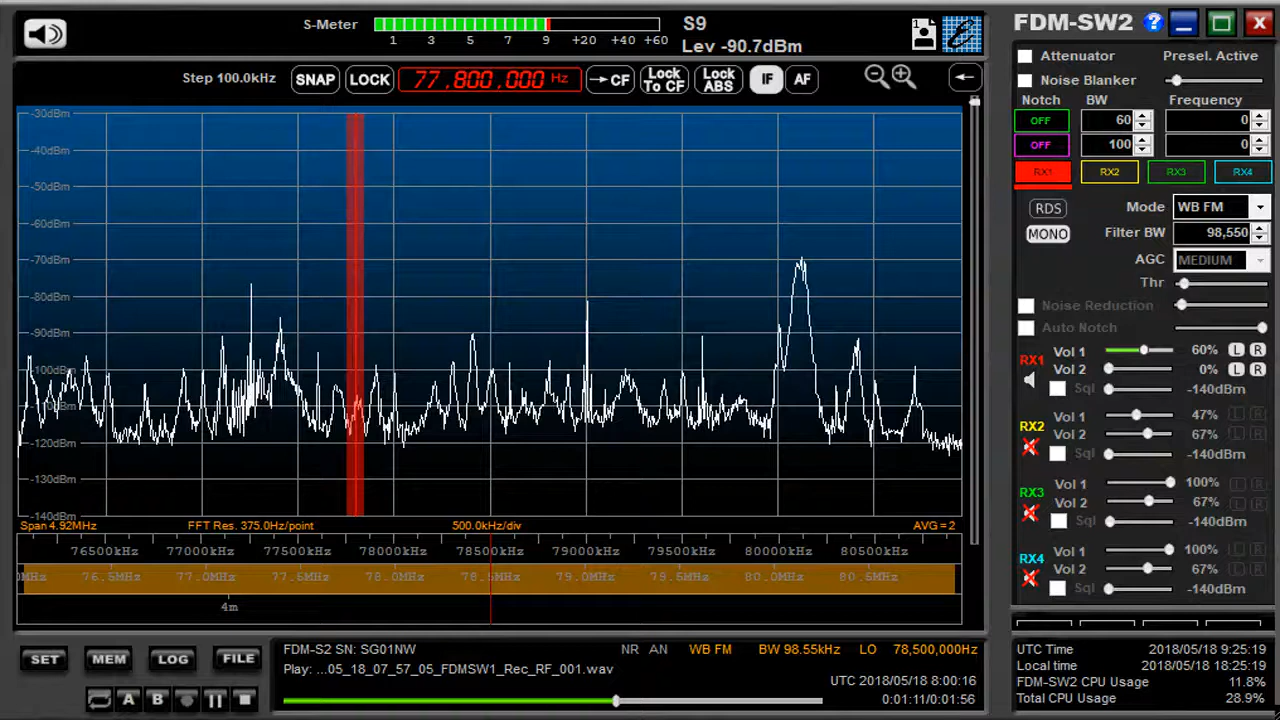 S-Meter
1 3 5 7 9 +20 +40 +60
S9
Lev -90.7dBm
1
FDM-SW2 ?
X
Step 100.0kHz SNAP LOCK 77.800.000 Hz →CF Lock To CF Lock ABS IF AF
-30dBm
-40dBm
-50dBm
-60dBm
-70dBm
-80dBm
-90dBm
-100dBm
-110dBm
-120dBm
-130dBm
-140dBm
Span 4.92MHz FFT Res. 375.0Hz/point 500.0kHz/div AVG=2
76500kHz 77000kHz 77500kHz 78000kHz 78500kHz 79000kHz 79500kHz 80000kHz 80500kHz
MHz 76.5MHz 77.0MHz 77.5MHz 78.0MHz 78.5MHz 79.0MHz 79.5MHz 80.0MHz 80.5MHz
4m
Attenuator Presel. Active
Noise Blanker
Notch BW Frequency
OFF 60 0
OFF 100 0
RX1 RX2 RX3 RX4
RDS Mode WB FM
MONO Filter BW 98,550
AGC MEDIUM
Thr
Noise Reduction
Auto Notch
RX1 Vol 1 60% L R
Vol 2 0% L R
Sql -140dBm
RX2 Vol 1 47% L R
Vol 2 67% L R
Sql -140dBm
RX3 Vol 1 100% L R
Vol 2 67% L R
Sql -140dBm
RX4 Vol 1 100% L R
Vol 2 67% L R
Sql -140dBm
SET MEM LOG FILE
A B
FDM-S2 SN: SG01NW NR AN WB FM BW 98.55kHz LO 78,500,000Hz
Play: ...05_18_07_57_05_FDMSW1_Rec_RF_001.wav
UTC 2018/05/18 8:00:16
0:01:11/0:01:56
UTC Time 2018/05/18 9:25:19
Local time 2018/05/18 18:25:19
FDM-SW2 CPU Usage 11.8%
Total CPU Usage 28.9%